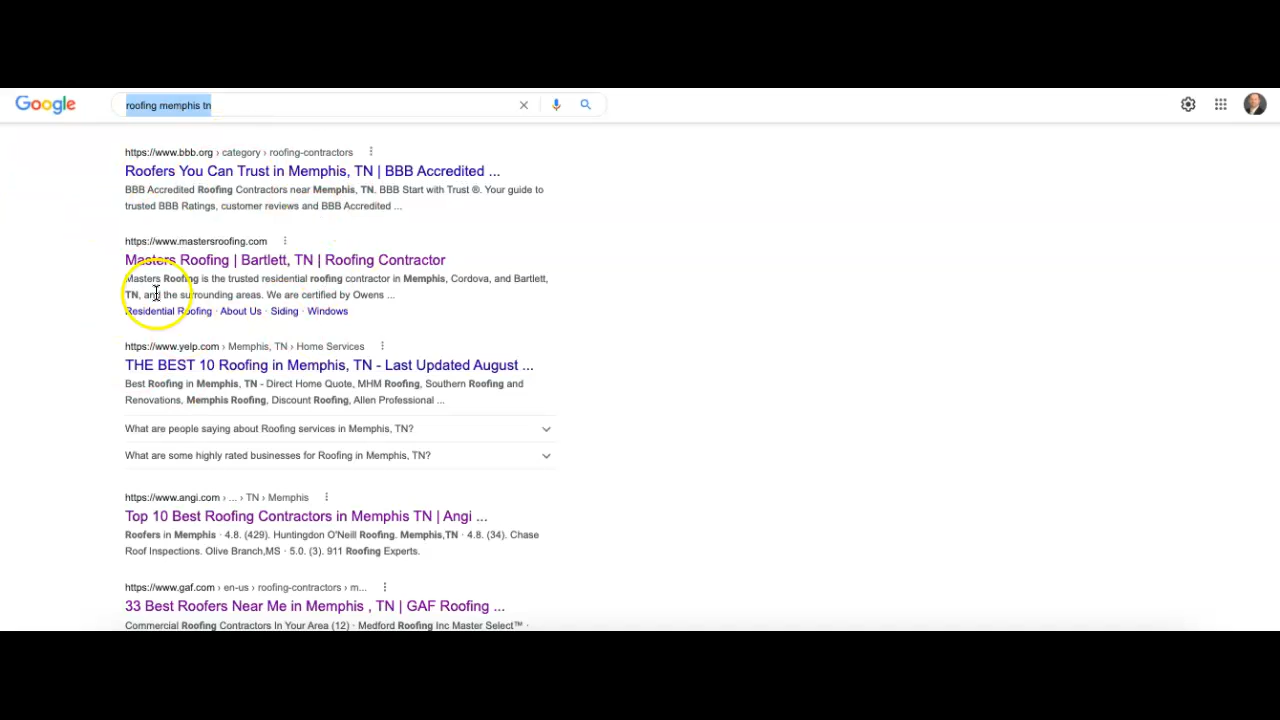 Google
roofing memphis tn
https://www.bbb.org › category › roofing-contractors
Roofers You Can Trust in Memphis, TN | BBB Accredited ...
BBB Accredited Roofing Contractors near Memphis, TN. BBB Start with Trust ®. Your guide to
trusted BBB Ratings, customer reviews and BBB Accredited ...
https://www.mastersroofing.com
Masters Roofing | Bartlett, TN | Roofing Contractor
Masters Roofing is the trusted residential roofing contractor in Memphis, Cordova, and Bartlett,
TN, and the surrounding areas. We are certified by Owens ...
Residential Roofing · About Us · Siding · Windows
https://www.yelp.com › Memphis, TN › Home Services
THE BEST 10 Roofing in Memphis, TN - Last Updated August ...
Best Roofing in Memphis, TN - Direct Home Quote, MHM Roofing, Southern Roofing and
Renovations, Memphis Roofing, Discount Roofing, Allen Professional ...
What are people saying about Roofing services in Memphis, TN?
What are some highly rated businesses for Roofing in Memphis, TN?
https://www.angi.com › ... › TN › Memphis
Top 10 Best Roofing Contractors in Memphis TN | Angi ...
Roofers in Memphis · 4.8. (429). Huntingdon O'Neill Roofing. Memphis,TN · 4.8. (34). Chase
Roof Inspections. Olive Branch,MS · 5.0. (3). 911 Roofing Experts.
https://www.gaf.com › en-us › roofing-contractors › m...
33 Best Roofers Near Me in Memphis , TN | GAF Roofing ...
Commercial Roofing Contractors In Your Area (12) · Medford Roofing Inc Master Select™ ·